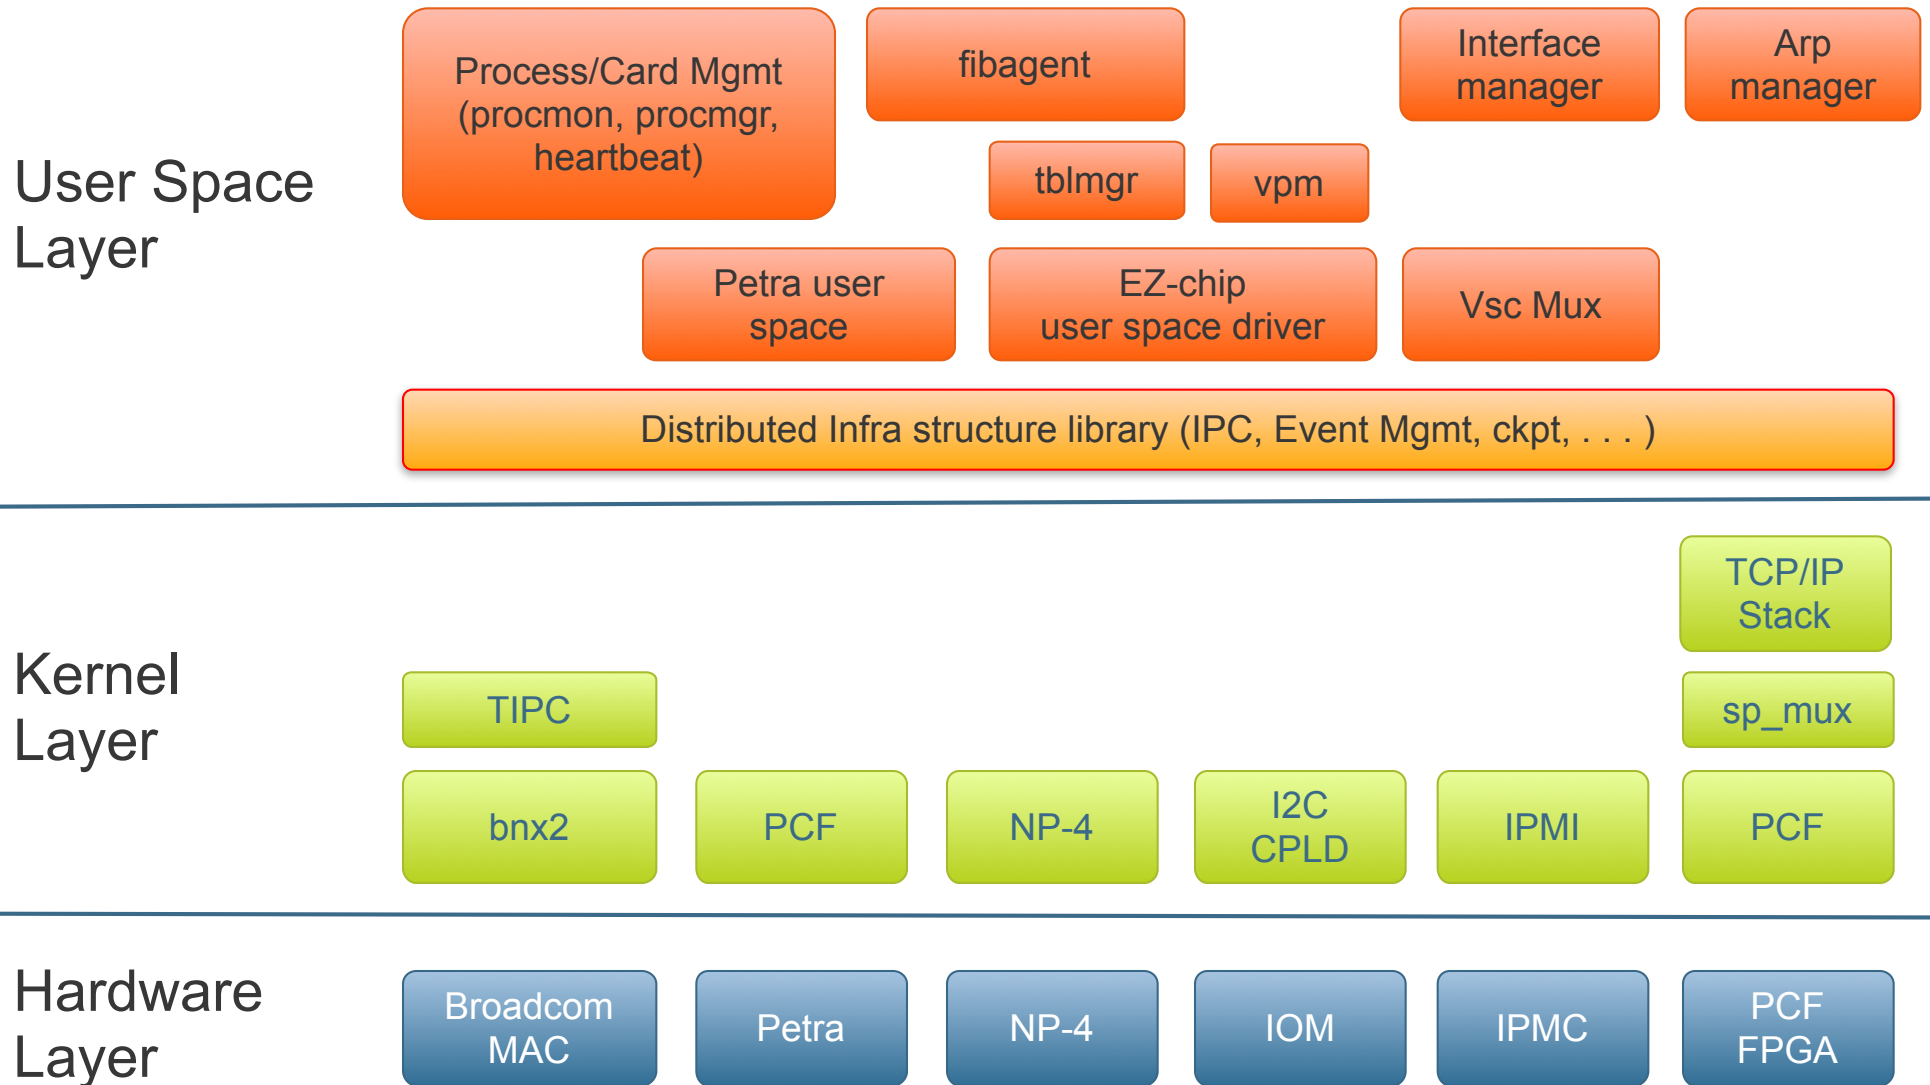 User Space
Layer
Process/Card Mgmt
(procmon, procmgr,
heartbeat)
fibagent
Interface
manager
Arp
manager
tblmgr
vpm
Petra user
space
EZ-chip
user space driver
Vsc Mux
Distributed Infra structure library (IPC, Event Mgmt, ckpt, . . . )
Kernel
Layer
TCP/IP
Stack
TIPC
sp_mux
bnx2
PCF
NP-4
I2C
CPLD
IPMI
PCF
Hardware
Layer
Broadcom
MAC
Petra
NP-4
IOM
IPMC
PCF
FPGA